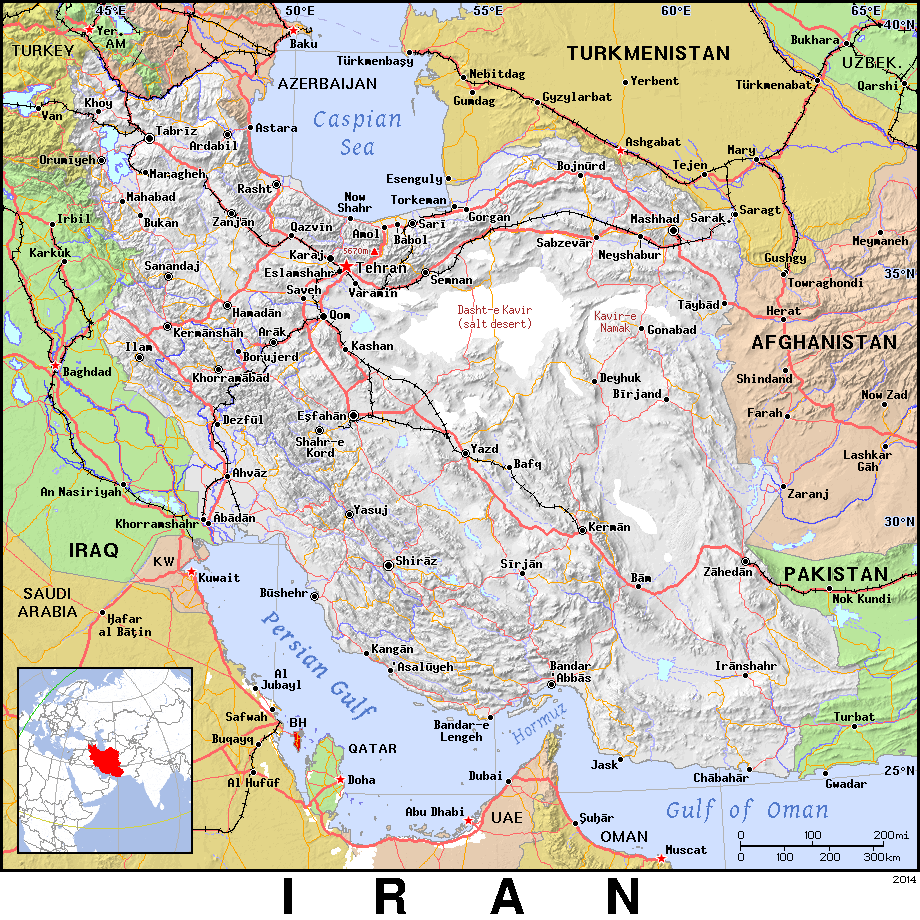 45°E
50°E
55°E
60°E
65°E
40°N
Yer.
AM
TURKEY
Baku
Türkmenbaşy
TURKMENISTAN
Bukhara
UZBEK.
AZERBAIJAN
Nebitdag
Yerbent
Türkmenabat
Qarshi
Gumdag
Gyzylarbat
Khoy
Van
Caspian
Sea
Tabrīz
Astara
Ardabil
Ashgabat
Mary
Orumīyeh
Maragheh
Bojnūrd
Tejen
Esenguly
Rasht
Mahabad
Now
Shahr
Torkeman
Bukan
Zanjān
Gorgan
Mashhad
Sarak
Saragt
Irbil
Qazvīn
Amol
Sarī
Babol
Sabzevār
Neyshabur
Meymaneh
Karkūk
Karaj
5670m
Gushgy
Sanandaj
Eslamshahr
Tehran
Semnan
35°N
Towraghondi
Saveh
Varamīn
Hamadān
Qom
Dasht-e Kavir
(salt desert)
Kavir-e
Namak
Tāybād
Herat
Kermānshāh
Arāk
Gonabad
Ilam
Borujerd
Kashan
AFGHANISTAN
Baghdad
Khorramābād
Deyhuk
Shindand
Birjand
Now Zad
Dezfūl
Eşfahān
Farah
Shahr-e
Kord
Yazd
Lashkar
Gāh
Bafq
Ahvāz
An Nasiriyah
Zaranj
Khorramshahr
Abādān
Yasuj
Kermān
30°N
IRAQ
KW
Shirāz
Sīrjān
Zāhedān
PAKISTAN
Kuwait
Bām
SAUDI
ARABIA
Būshehr
Nok Kundi
Ḩafar
al Bāţin
Persian Gulf
Kangān
Asalūyeh
Bandar
Abbās
Irānshahr
Al
Jubayl
Safwah
BH
Bandar-e
Lengeh
Hormuz
Turbat
Buqayq
QATAR
Jask
Chābahār
25°N
Al Hufūf
Doha
Dubai
Gwadar
Abu Dhabi
UAE
Şuḩār
Gulf of Oman
OMAN
0 100 200mi
0 100 200 300km
Muscat
2014
I R A N